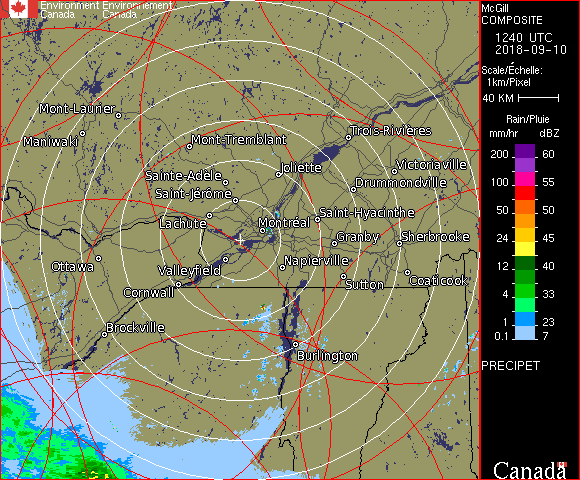 Environment Environnement
Canada Canada
McGill
COMPOSITE
1240 UTC
2018-09-10
Scale/Échelle:
1km/Pixel
40 KM
Rain/Pluie
mm/hr dBZ
200 60
100 55
50 50
24 45
12 40
4 33
1 23
0.1 7
PRECIPET
Canada
Mont-Laurier
Maniwaki
Mont-Tremblant
Trois-Rivières
Sainte-Adèle
Joliette
Victoriaville
Saint-Jérôme
Drummondville
Lachute
Montréal
Saint-Hyacinthe
Granby
Sherbrooke
Ottawa
Valleyfield
Napierville
Cornwall
Sutton
Coaticook
Brockville
Burlington